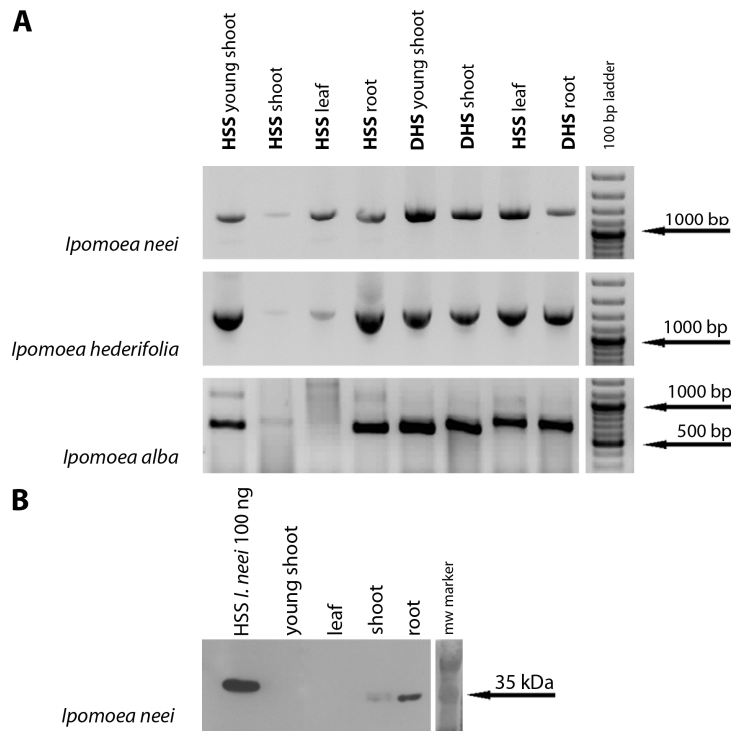 A
HSS young shoot
HSS shoot
HSS leaf
HSS root
DHS young shoot
DHS shoot
HSS leaf
DHS root
100 bp ladder
Ipomoea neei
1000 bp
Ipomoea hederifolia
1000 bp
Ipomoea alba
1000 bp
500 bp
B
HSS I. neei 100 ng
young shoot
leaf
shoot
root
mw marker
Ipomoea neei
35 kDa